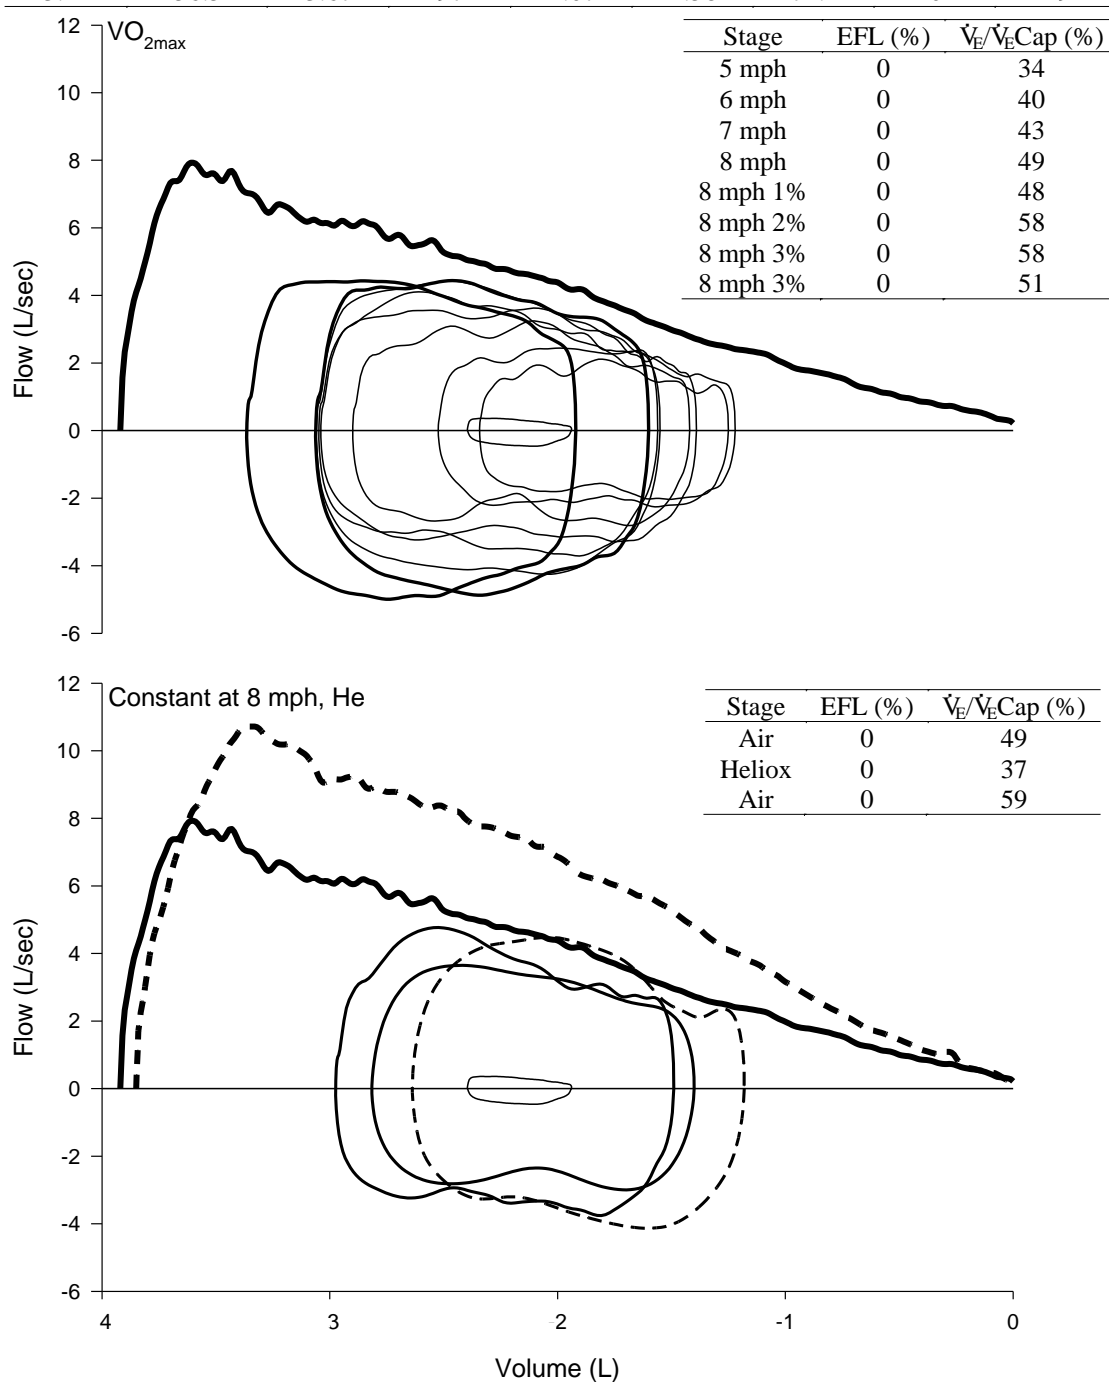 VO2max
Stage EFL (%) V̇E/V̇ECap (%)
5 mph 0 34
6 mph 0 40
7 mph 0 43
8 mph 0 49
8 mph 1% 0 48
8 mph 2% 0 58
8 mph 3% 0 58
8 mph 3% 0 51
12
10
8
6
4
2
0
-2
-4
-6
Flow (L/sec)
Constant at 8 mph, He
Stage EFL (%) V̇E/V̇ECap (%)
Air 0 49
Heliox 0 37
Air 0 59
12
10
8
6
4
2
0
-2
-4
-6
Flow (L/sec)
4 3 -2 -1 0
Volume (L)